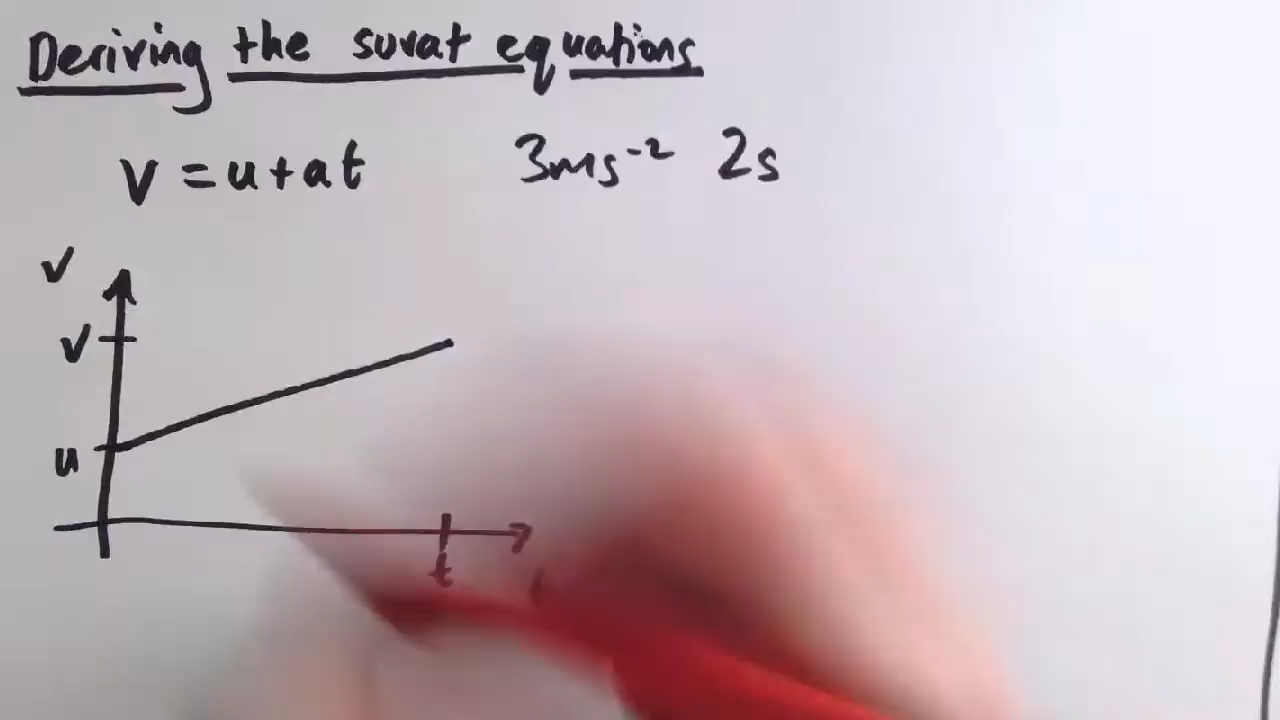 Deriving the suvat equations
v = u + at 3ms⁻² 2s
v
v
u
t